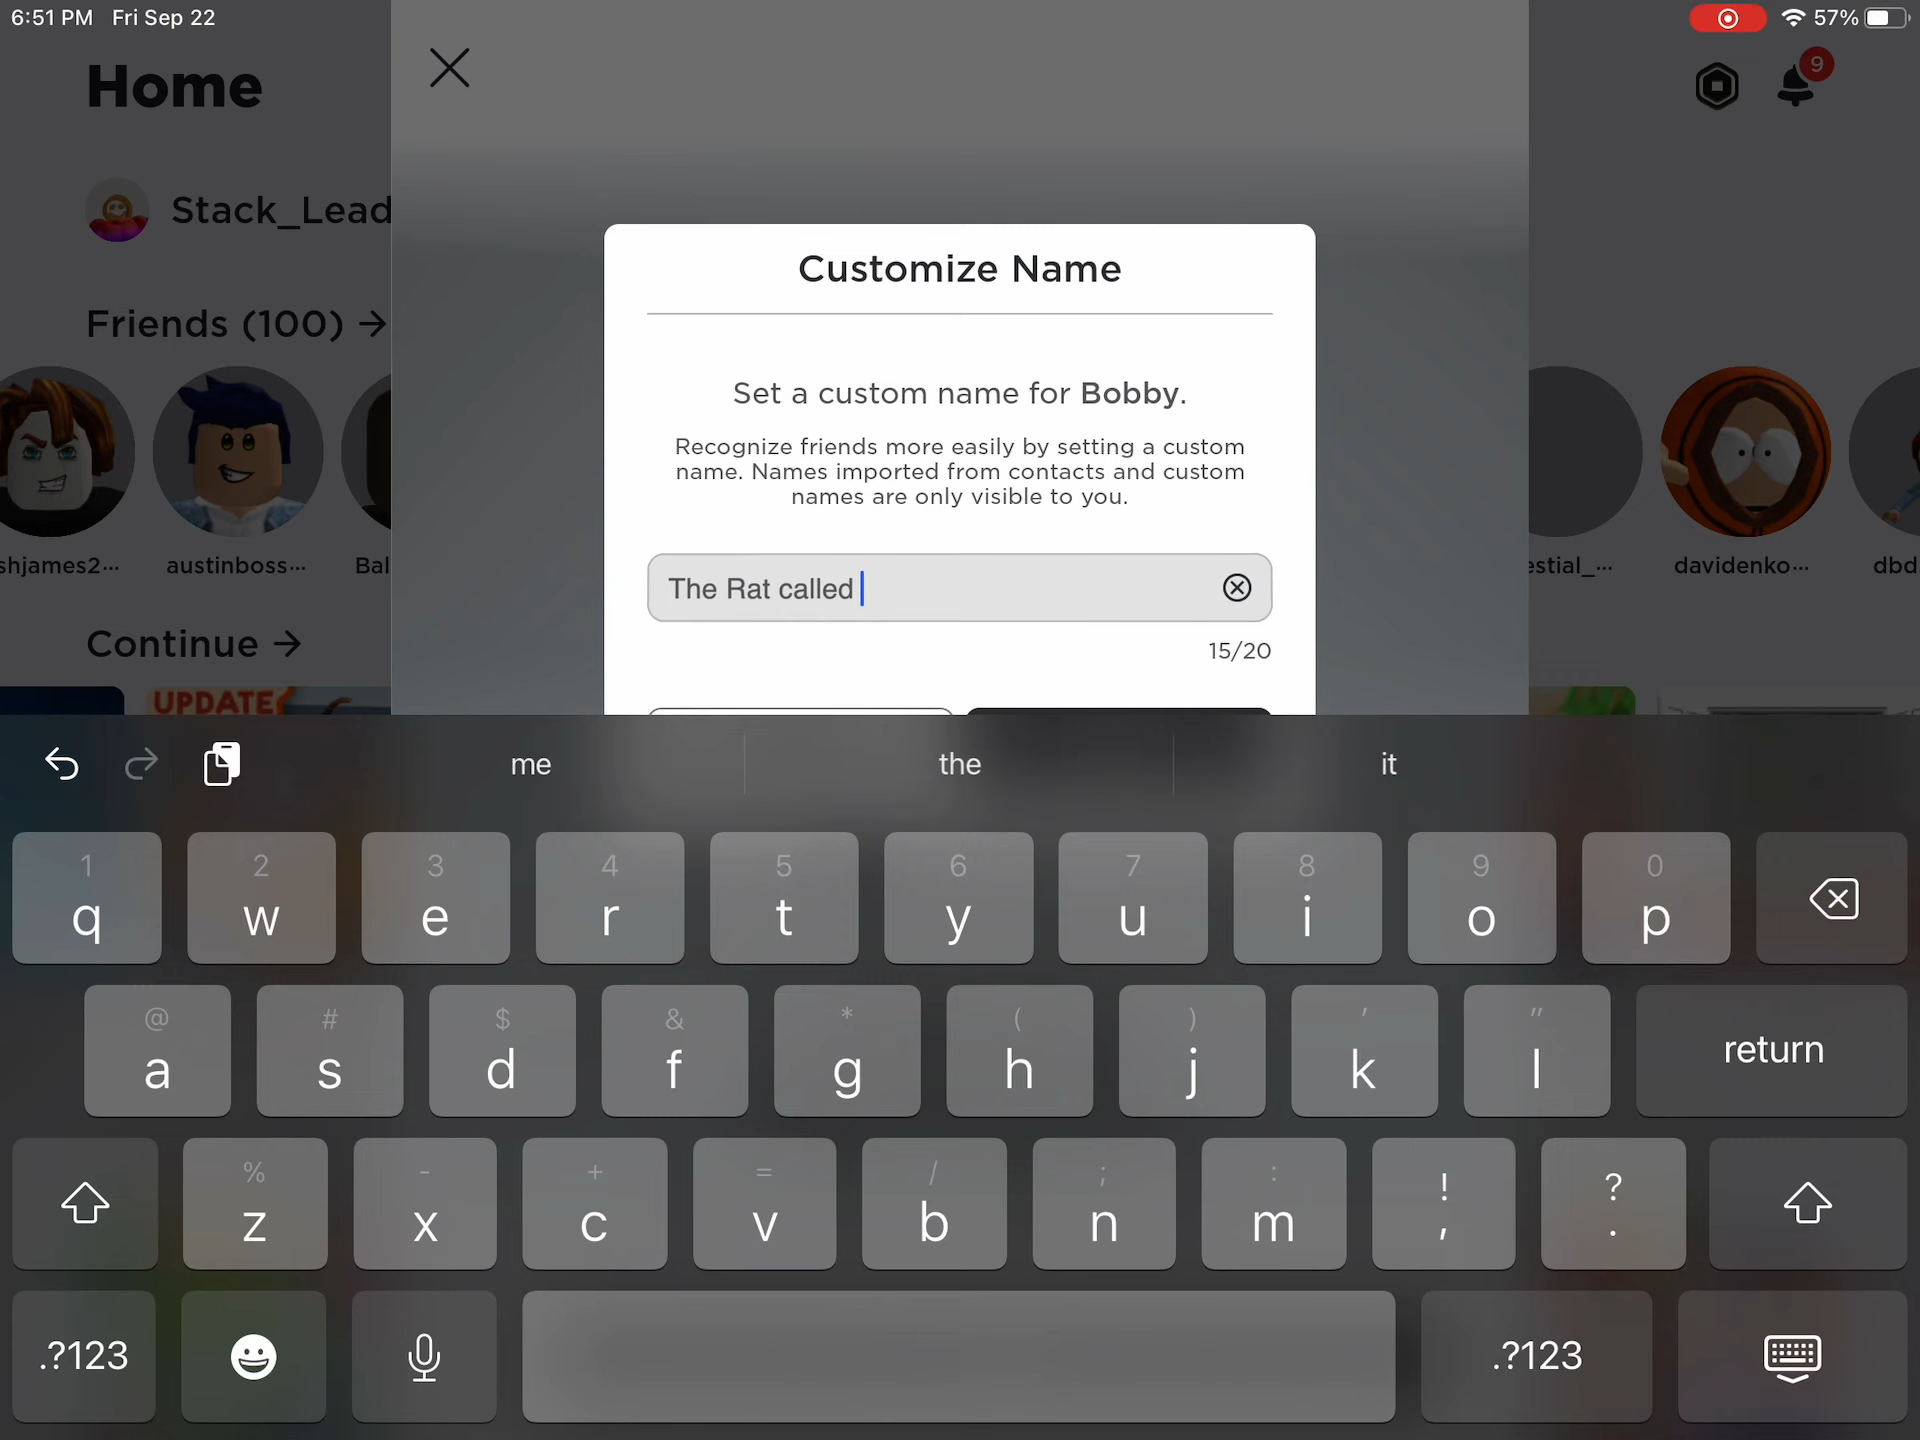 6:51 PM Fri Sep 22
57%
Home
9
Stack_Lead
Friends (100) →
shjames2...
austinboss...
Bal
estial_...
davidenko...
dbd
Continue →
UPDATE
Customize Name
Set a custom name for Bobby.
Recognize friends more easily by setting a custom
name. Names imported from contacts and custom
names are only visible to you.
The Rat called
15/20
me the it
1 2 3 4 5 6 7 8 9 0
q w e r t y u i o p
@ # $ & * ( ) ' "
a s d f g h j k l return
% - + = / ; : ! ?
z x c v b n m , .
.?123 .?123